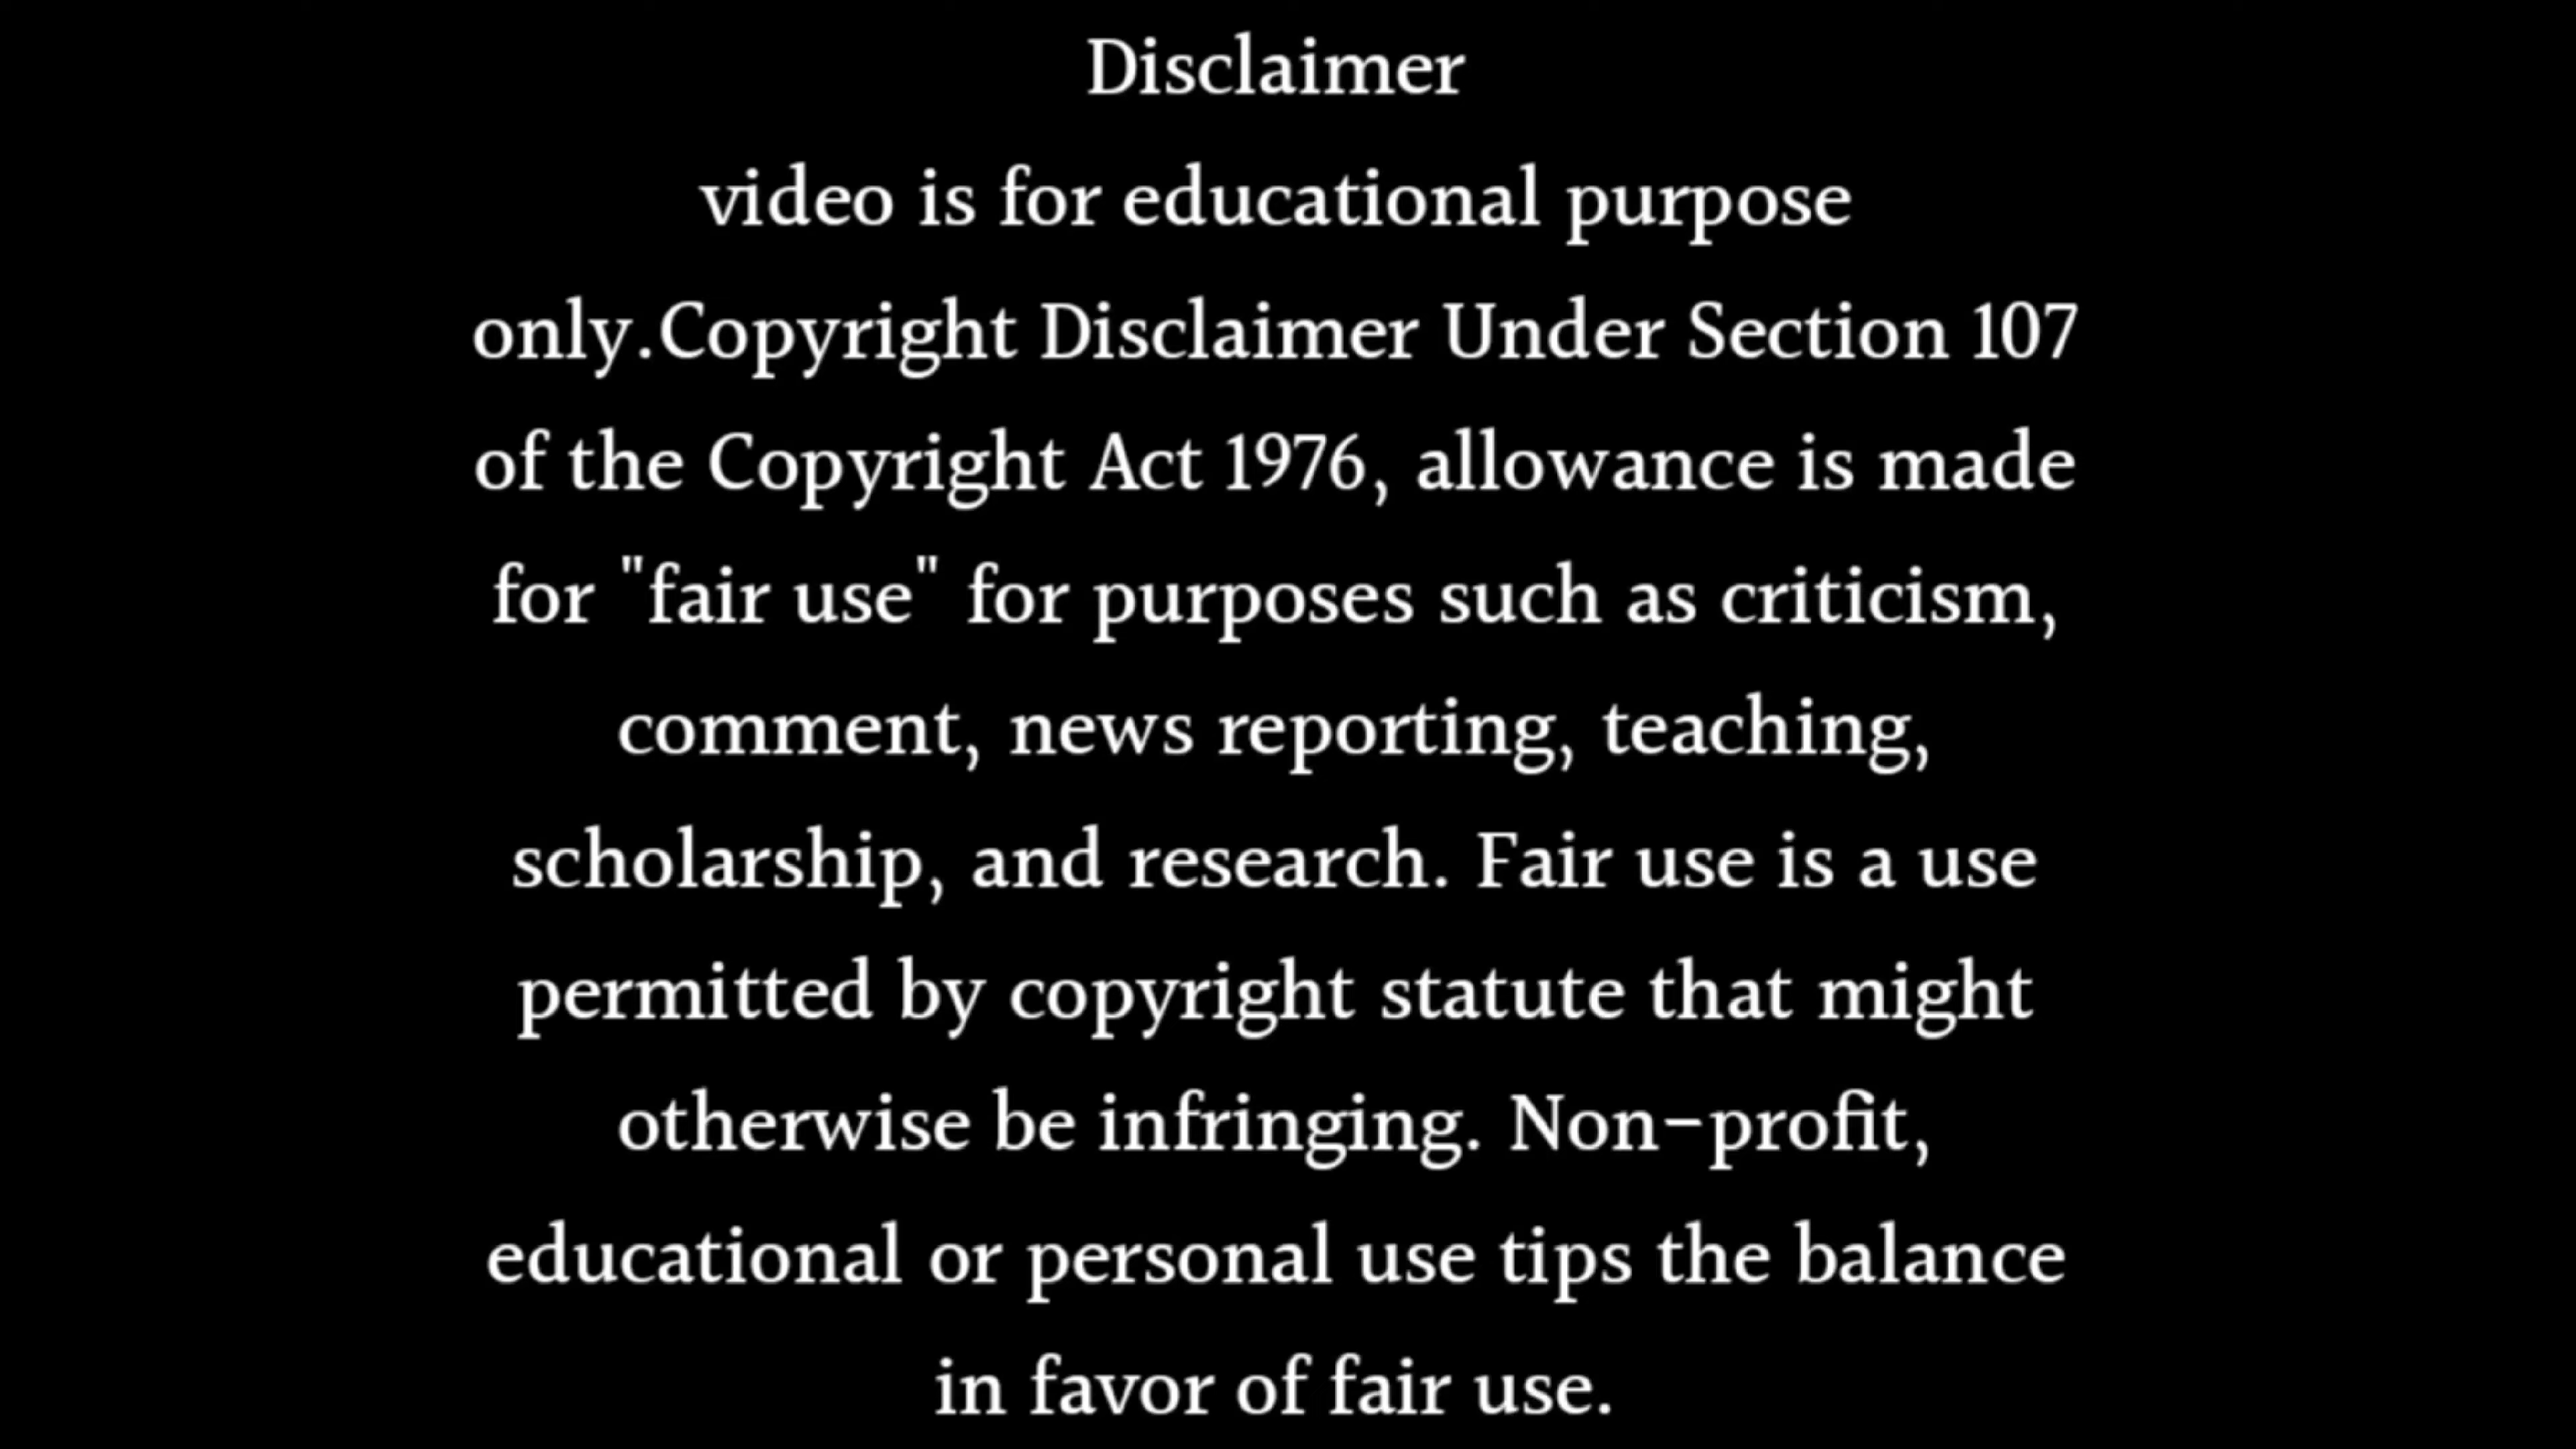 Disclaimer
video is for educational purpose
only.Copyright Disclaimer Under Section 107
of the Copyright Act 1976, allowance is made
for "fair use" for purposes such as criticism,
comment, news reporting, teaching,
scholarship, and research. Fair use is a use
permitted by copyright statute that might
otherwise be infringing. Non-profit,
educational or personal use tips the balance
in favor of fair use.